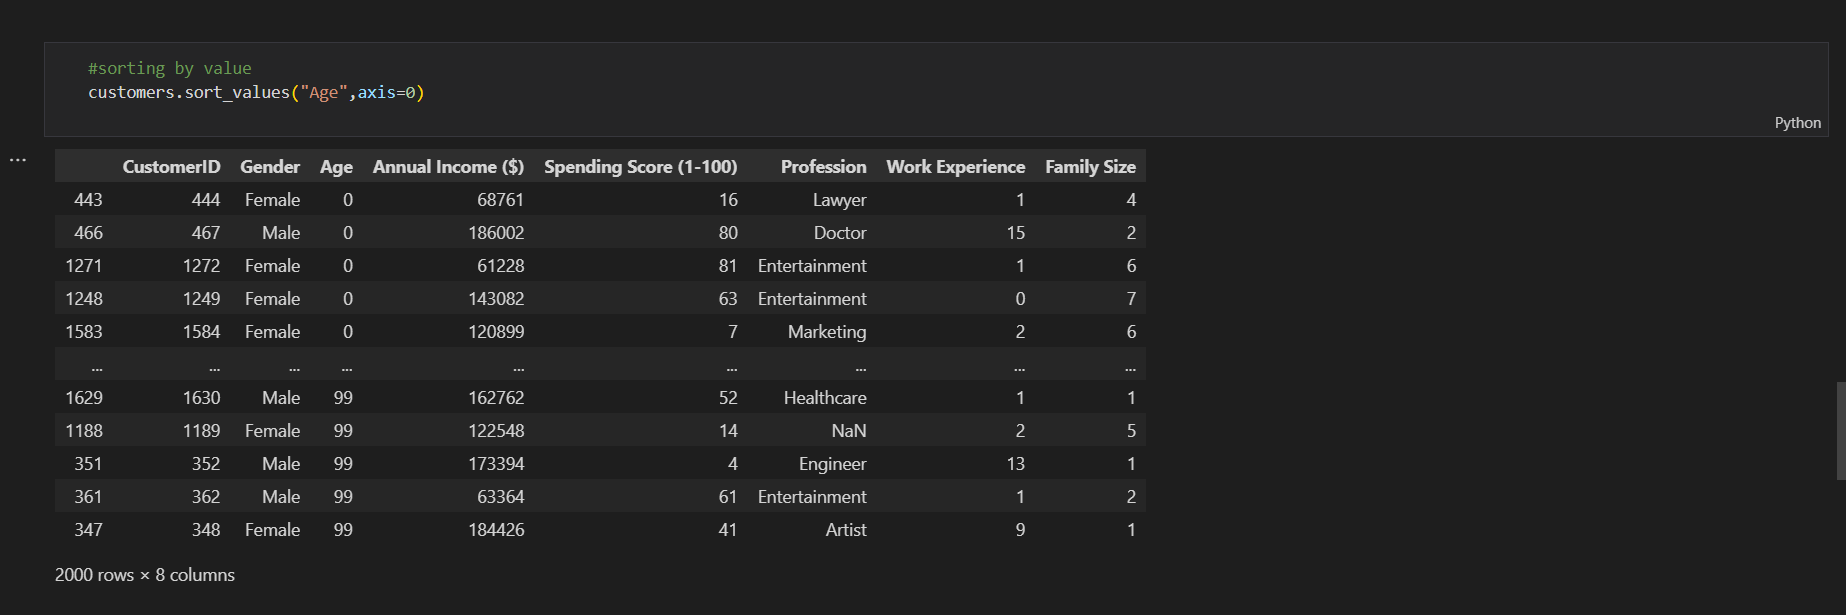 #sorting by value
customers.sort_values("Age",axis=0)
Python
...
CustomerID Gender Age Annual Income ($) Spending Score (1-100) Profession Work Experience Family Size
443 444 Female 0 68761 16 Lawyer 1 4
466 467 Male 0 186002 80 Doctor 15 2
1271 1272 Female 0 61228 81 Entertainment 1 6
1248 1249 Female 0 143082 63 Entertainment 0 7
1583 1584 Female 0 120899 7 Marketing 2 6
... ... ... ... ... ... ... ... ...
1629 1630 Male 99 162762 52 Healthcare 1 1
1188 1189 Female 99 122548 14 NaN 2 5
351 352 Male 99 173394 4 Engineer 13 1
361 362 Male 99 63364 61 Entertainment 1 2
347 348 Female 99 184426 41 Artist 9 1
2000 rows × 8 columns